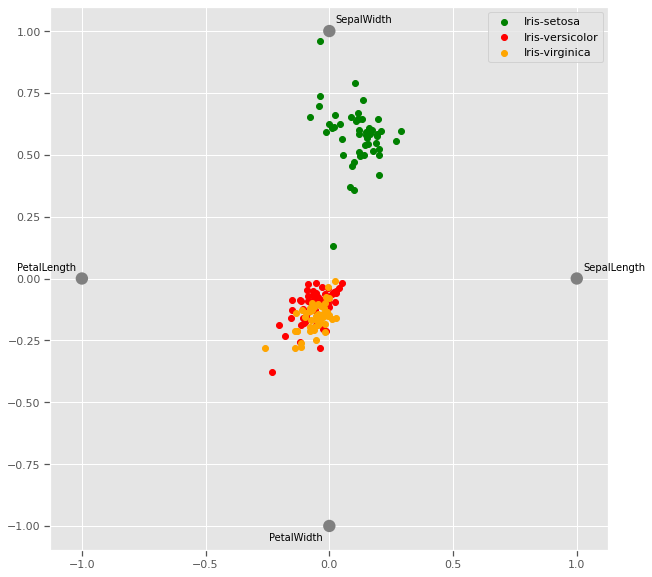 SepalWidth
Iris-setosa
Iris-versicolor
Iris-virginica
1.00
0.75
0.50
0.25
PetalLength
SepalLength
0.00
−0.25
−0.50
−0.75
−1.00
PetalWidth
−1.0 −0.5 0.0 0.5 1.0